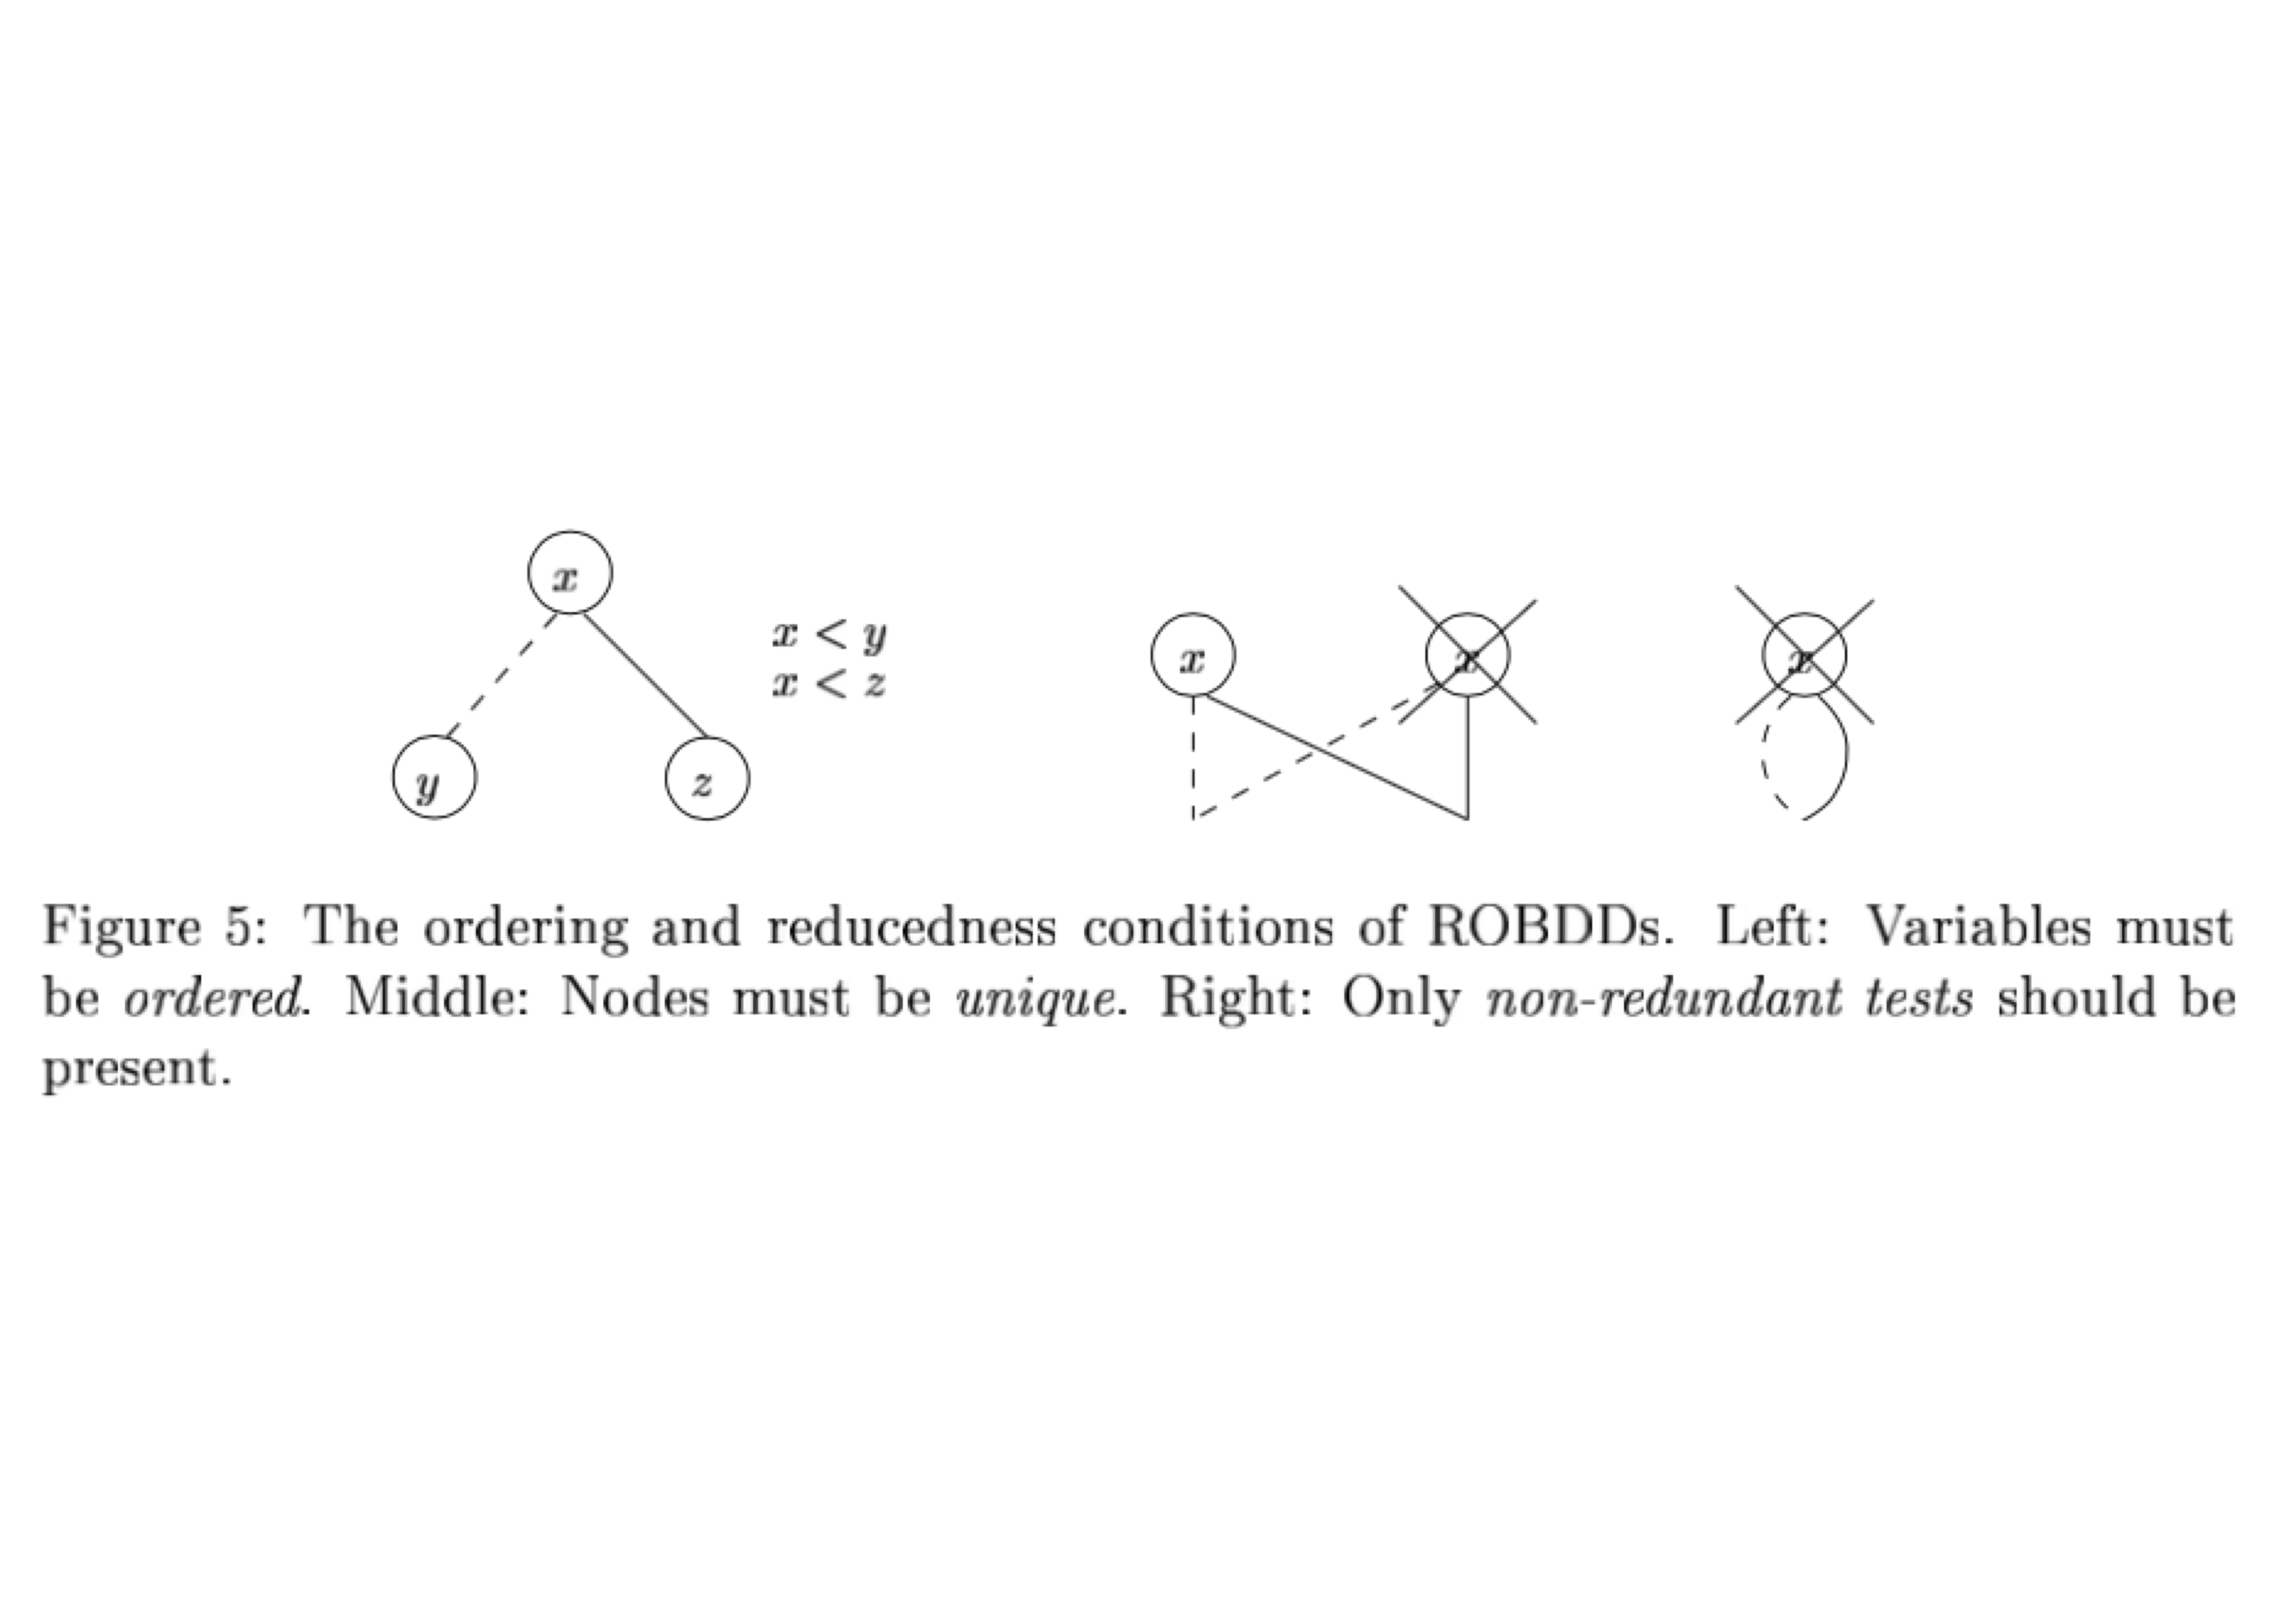 x
x < y
x < z
y
z
x
x
x
Figure 5: The ordering and reducedness conditions of ROBDDs. Left: Variables must
be ordered. Middle: Nodes must be unique. Right: Only non-redundant tests should be
present.